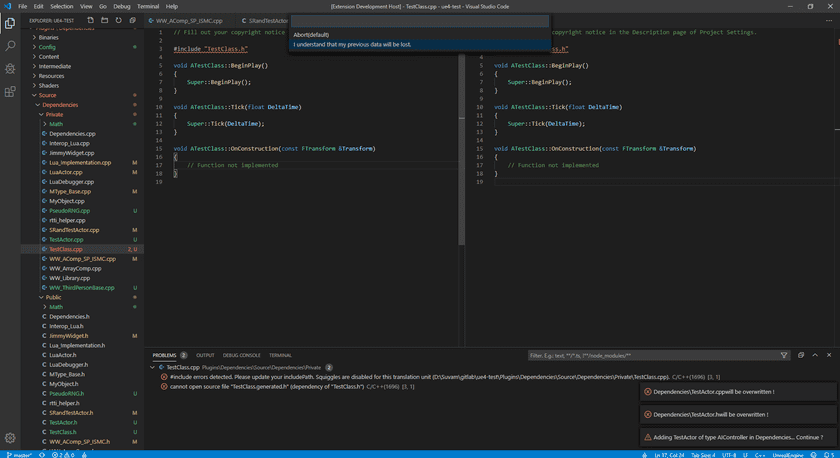 File Edit Selection View Go Debug Terminal Help
[Extension Development Host] - TestClass.cpp - ue4-test - Visual Studio Code
EXPLORER: UE4-TEST
Binaries
Config
Content
Intermediate
Resources
Shaders
Source
Dependencies
Private
Math
Dependencies.cpp
Interop_Lua.cpp
JimmyWidget.cpp
Lua_Implementation.cpp M
LuaActor.cpp M
LuaDebugger.cpp
MType_Base.cpp M
MyObject.cpp
PseudoRNG.cpp U
rtti_helper.cpp
SRandTestActor.cpp M
TestActor.cpp U
TestClass.cpp 2, U
WW_AComp_SP_ISMC.cpp M
WW_ArrayComp.cpp
WW_Library.cpp
WW_ThirdPersonBase.cpp U
Public
Math
Dependencies.h
Interop_Lua.h
JimmyWidget.h M
Lua_Implementation.h
LuaActor.h
LuaDebugger.h
MType_Base.h
MyObject.h
PseudoRNG.h U
rtti_helper.h
SRandTestActor.h M
TestActor.h U
TestClass.h U
WW_AComp_SP_ISMC.h M
WW_AComp_SP_ISMC.cpp
SRandTestActor
Abort(default)
I understand that my previous data will be lost.
1 // Fill out your copyright notice
2
3 #include "TestClass.h"
4
5 void ATestClass::BeginPlay()
6 {
7 Super::BeginPlay();
8 }
9
10 void ATestClass::Tick(float DeltaTime)
11 {
12 Super::Tick(DeltaTime);
13 }
14
15 void ATestClass::OnConstruction(const FTransform &Transform)
16 {
17 // Function not implemented
18 }
19
copyright notice in the Description page of Project Settings.
ss.h"
4
5 void ATestClass::BeginPlay()
6 {
7 Super::BeginPlay();
8 }
9
10 void ATestClass::Tick(float DeltaTime)
11 {
12 Super::Tick(DeltaTime);
13 }
14
15 void ATestClass::OnConstruction(const FTransform &Transform)
16 {
17 // Function not implemented
18 }
19
PROBLEMS 2 OUTPUT DEBUG CONSOLE TERMINAL
Filter. E.g.: text, **/*.ts, !**/node_modules/**
TestClass.cpp Plugins\Dependencies\Source\Dependencies\Private 2
#include errors detected. Please update your includePath. Squiggles are disabled for this translation unit (D:\Suvam\gitlab\ue4-test\Plugins\Dependencies\Source\Dependencies\Private\TestClass.cpp). C/C++(1696) [3, 1]
cannot open source file "TestClass.generated.h" (dependency of "TestClass.h") C/C++(1696) [3, 1]
Dependencies\TestActor.cppwill be overwritten !
Dependencies\TestActor.hwill be overwritten !
Adding TestActor of type AIController in Dependencies... Continue ?
master* 2 0
Ln 17, Col 24 Tab Size: 4 UTF-8 LF C++ UnrealEngine